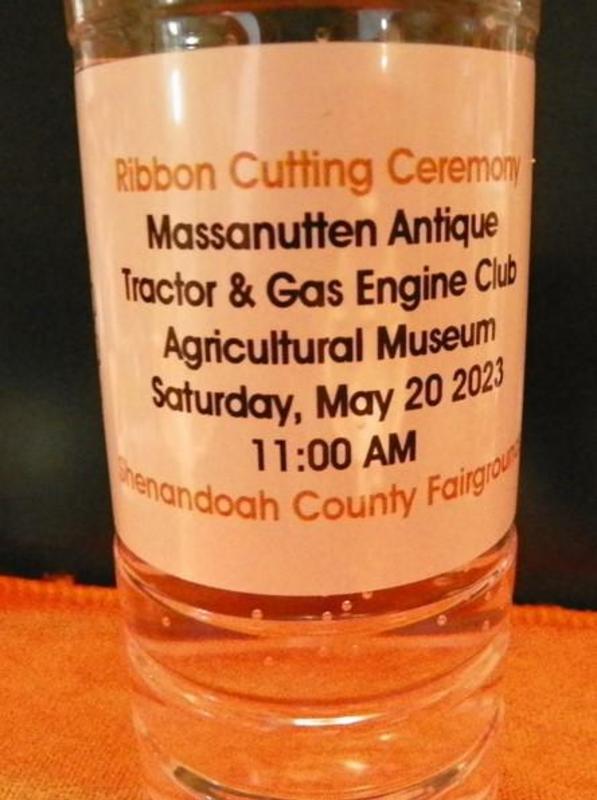 Ribbon Cutting Ceremony
Massanutten Antique
Tractor & Gas Engine Club
Agricultural Museum
Saturday, May 20 2023
11:00 AM
Shenandoah County Fairgrounds